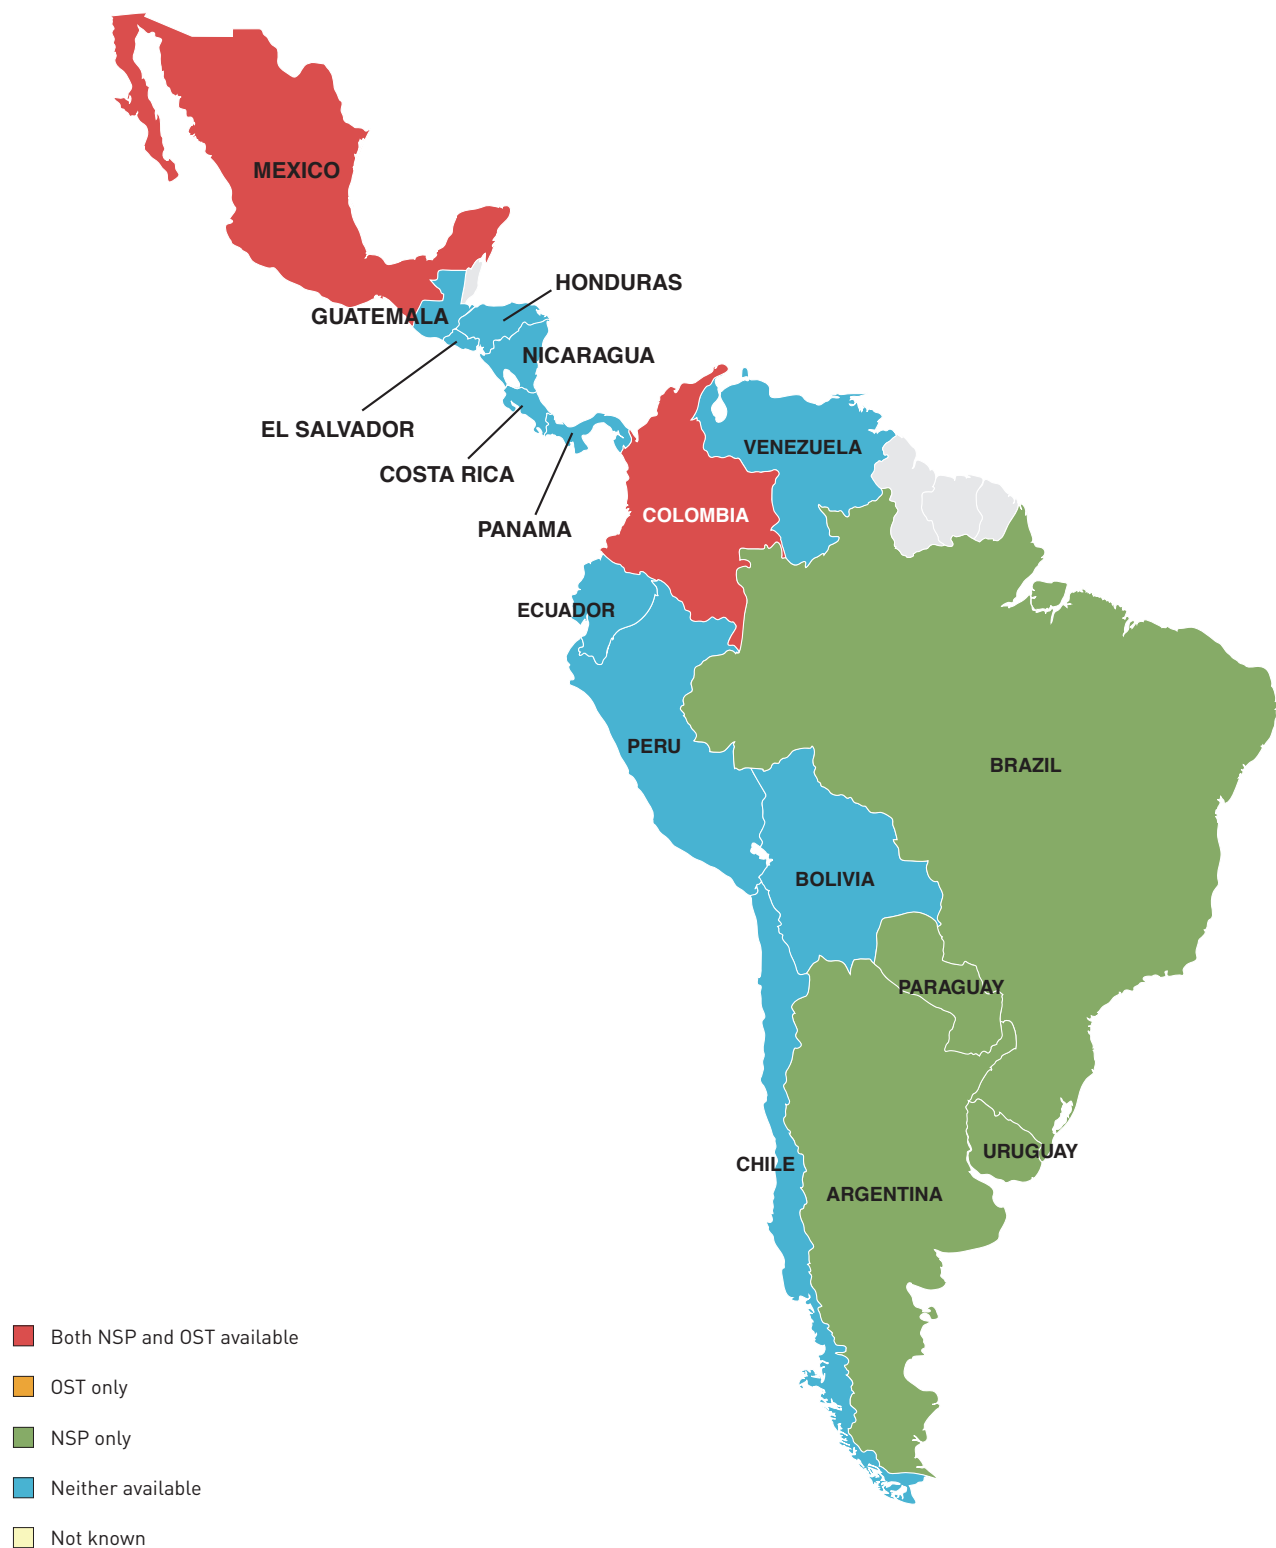 MEXICO
HONDURAS
GUATEMALA
NICARAGUA
EL SALVADOR
VENEZUELA
COSTA RICA
COLOMBIA
PANAMA
ECUADOR
PERU
BRAZIL
BOLIVIA
PARAGUAY
URUGUAY
CHILE
ARGENTINA
Both NSP and OST available
OST only
NSP only
Neither available
Not known